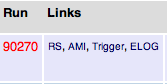 Run Links
90270 RS, AMI, Trigger, ELOG